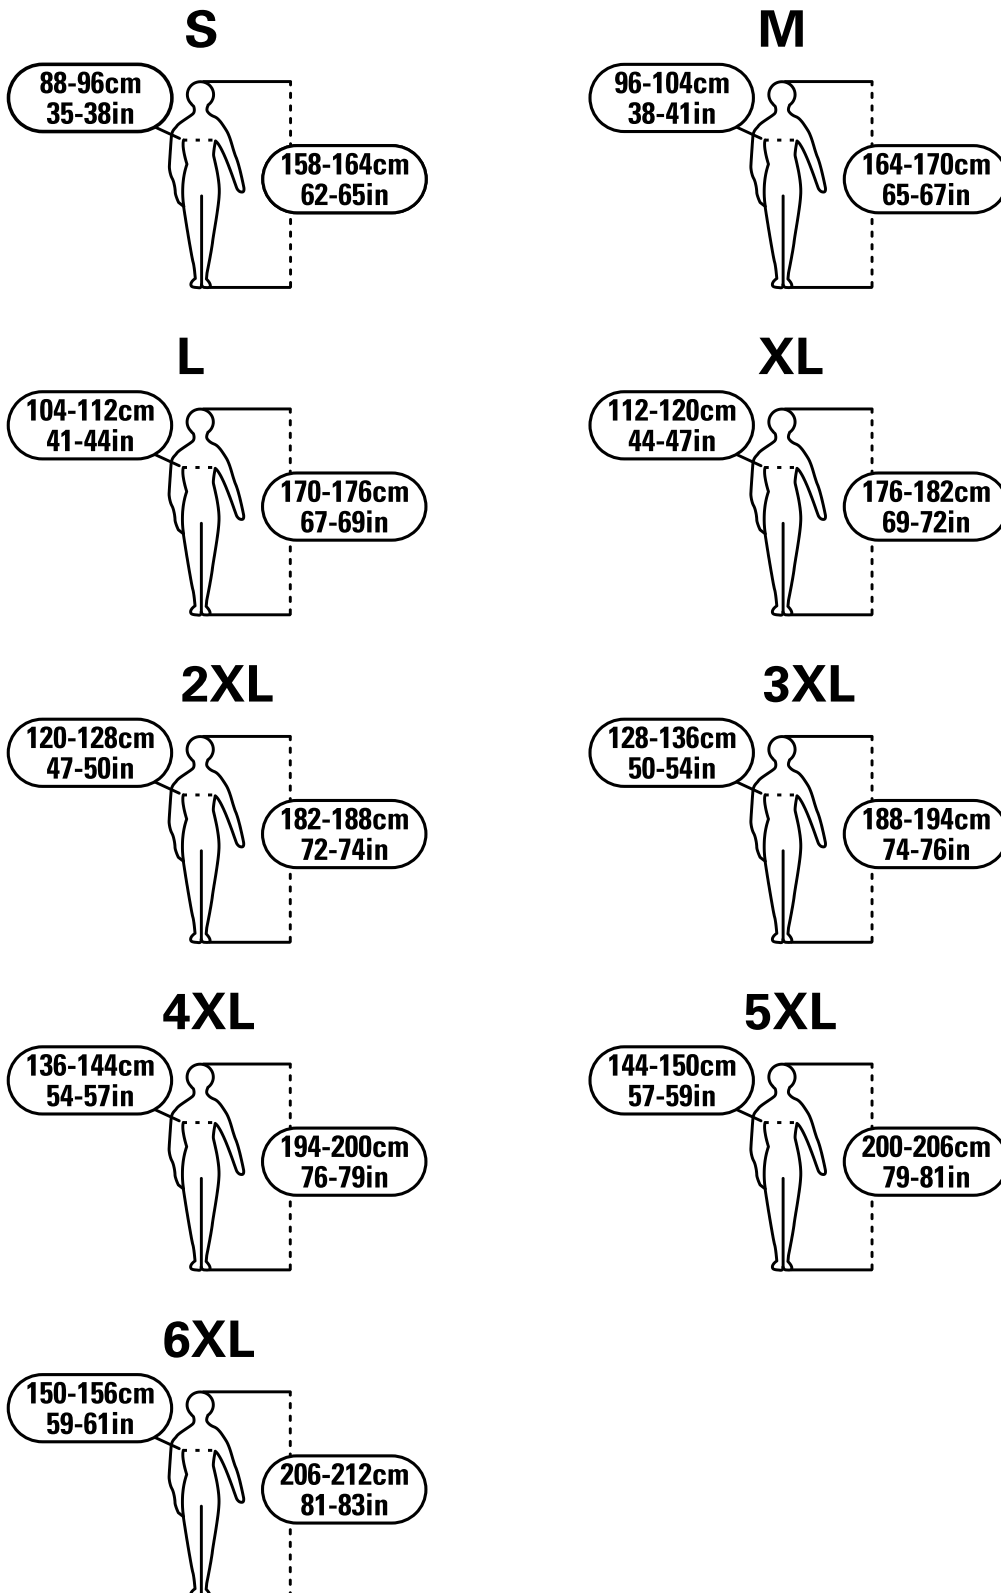 S
88-96cm
35-38in
158-164cm
62-65in
M
96-104cm
38-41in
164-170cm
65-67in
L
104-112cm
41-44in
170-176cm
67-69in
XL
112-120cm
44-47in
176-182cm
69-72in
2XL
120-128cm
47-50in
182-188cm
72-74in
3XL
128-136cm
50-54in
188-194cm
74-76in
4XL
136-144cm
54-57in
194-200cm
76-79in
5XL
144-150cm
57-59in
200-206cm
79-81in
6XL
150-156cm
59-61in
206-212cm
81-83in